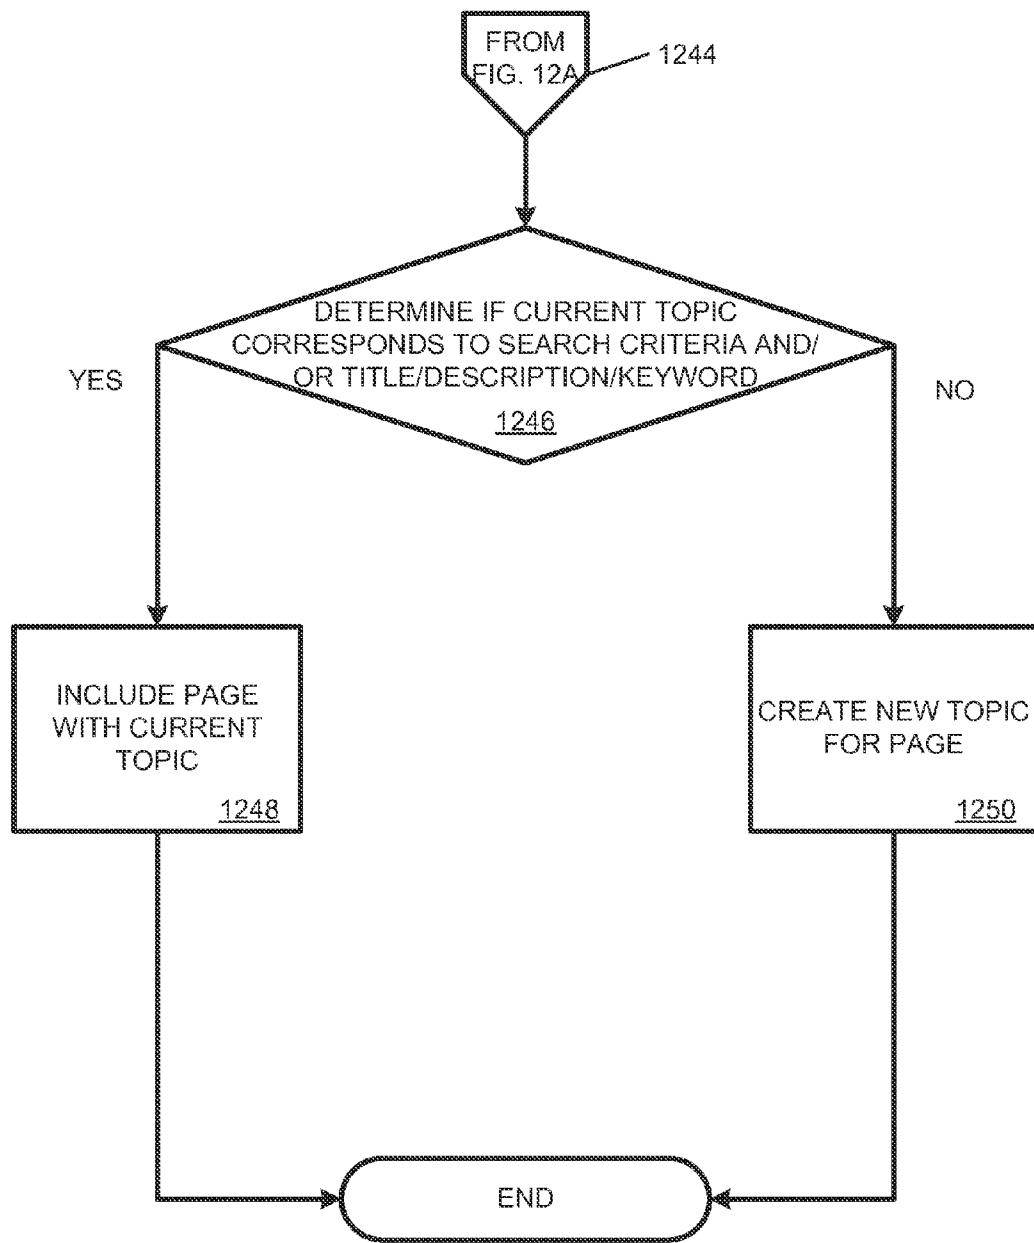 FROM
FIG. 12A
1244
DETERMINE IF CURRENT TOPIC
CORRESPONDS TO SEARCH CRITERIA AND/
OR TITLE/DESCRIPTION/KEYWORD
1246
YES
NO
INCLUDE PAGE
WITH CURRENT
TOPIC
1248
CREATE NEW TOPIC
FOR PAGE
1250
END